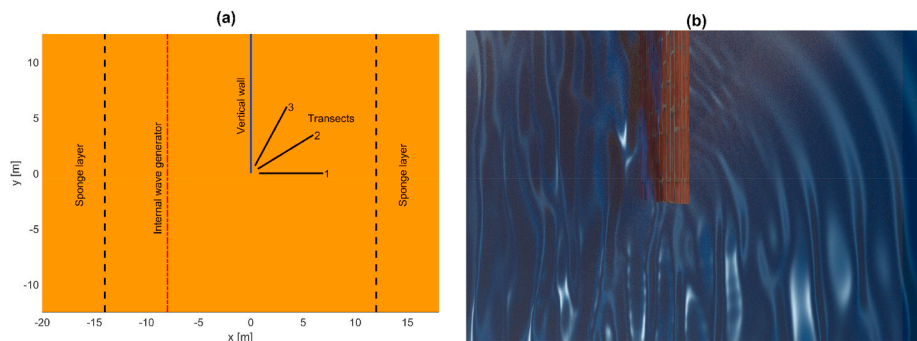 (a)
(b)
10
5
0
-5
-10
y [m]
Sponge layer
Internal wave generator
Vertical wall
3
Transects
2
1
Sponge layer
-20
-15
-10
-5
0
5
10
15
x [m]